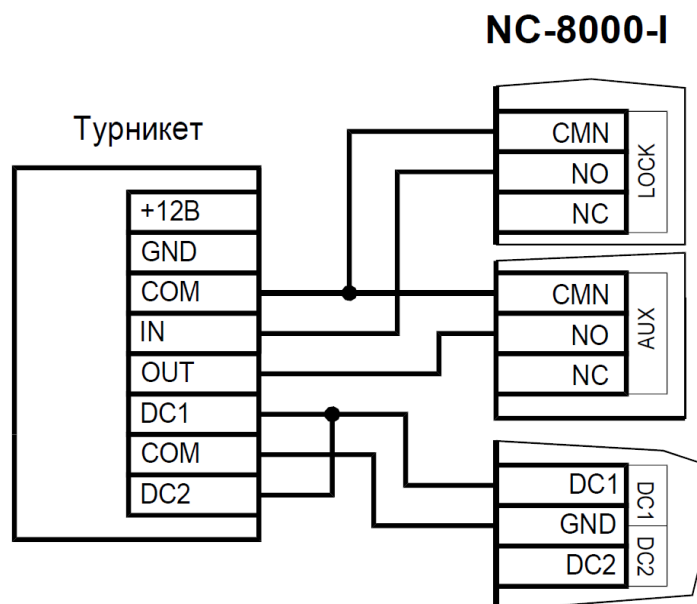 NC-8000-I
Турникет
+12В
GND
COM
IN
OUT
DC1
COM
DC2
CMN
NO
NC
LOCK
CMN
NO
NC
AUX
DC1
GND
DC2
DC1
DC2